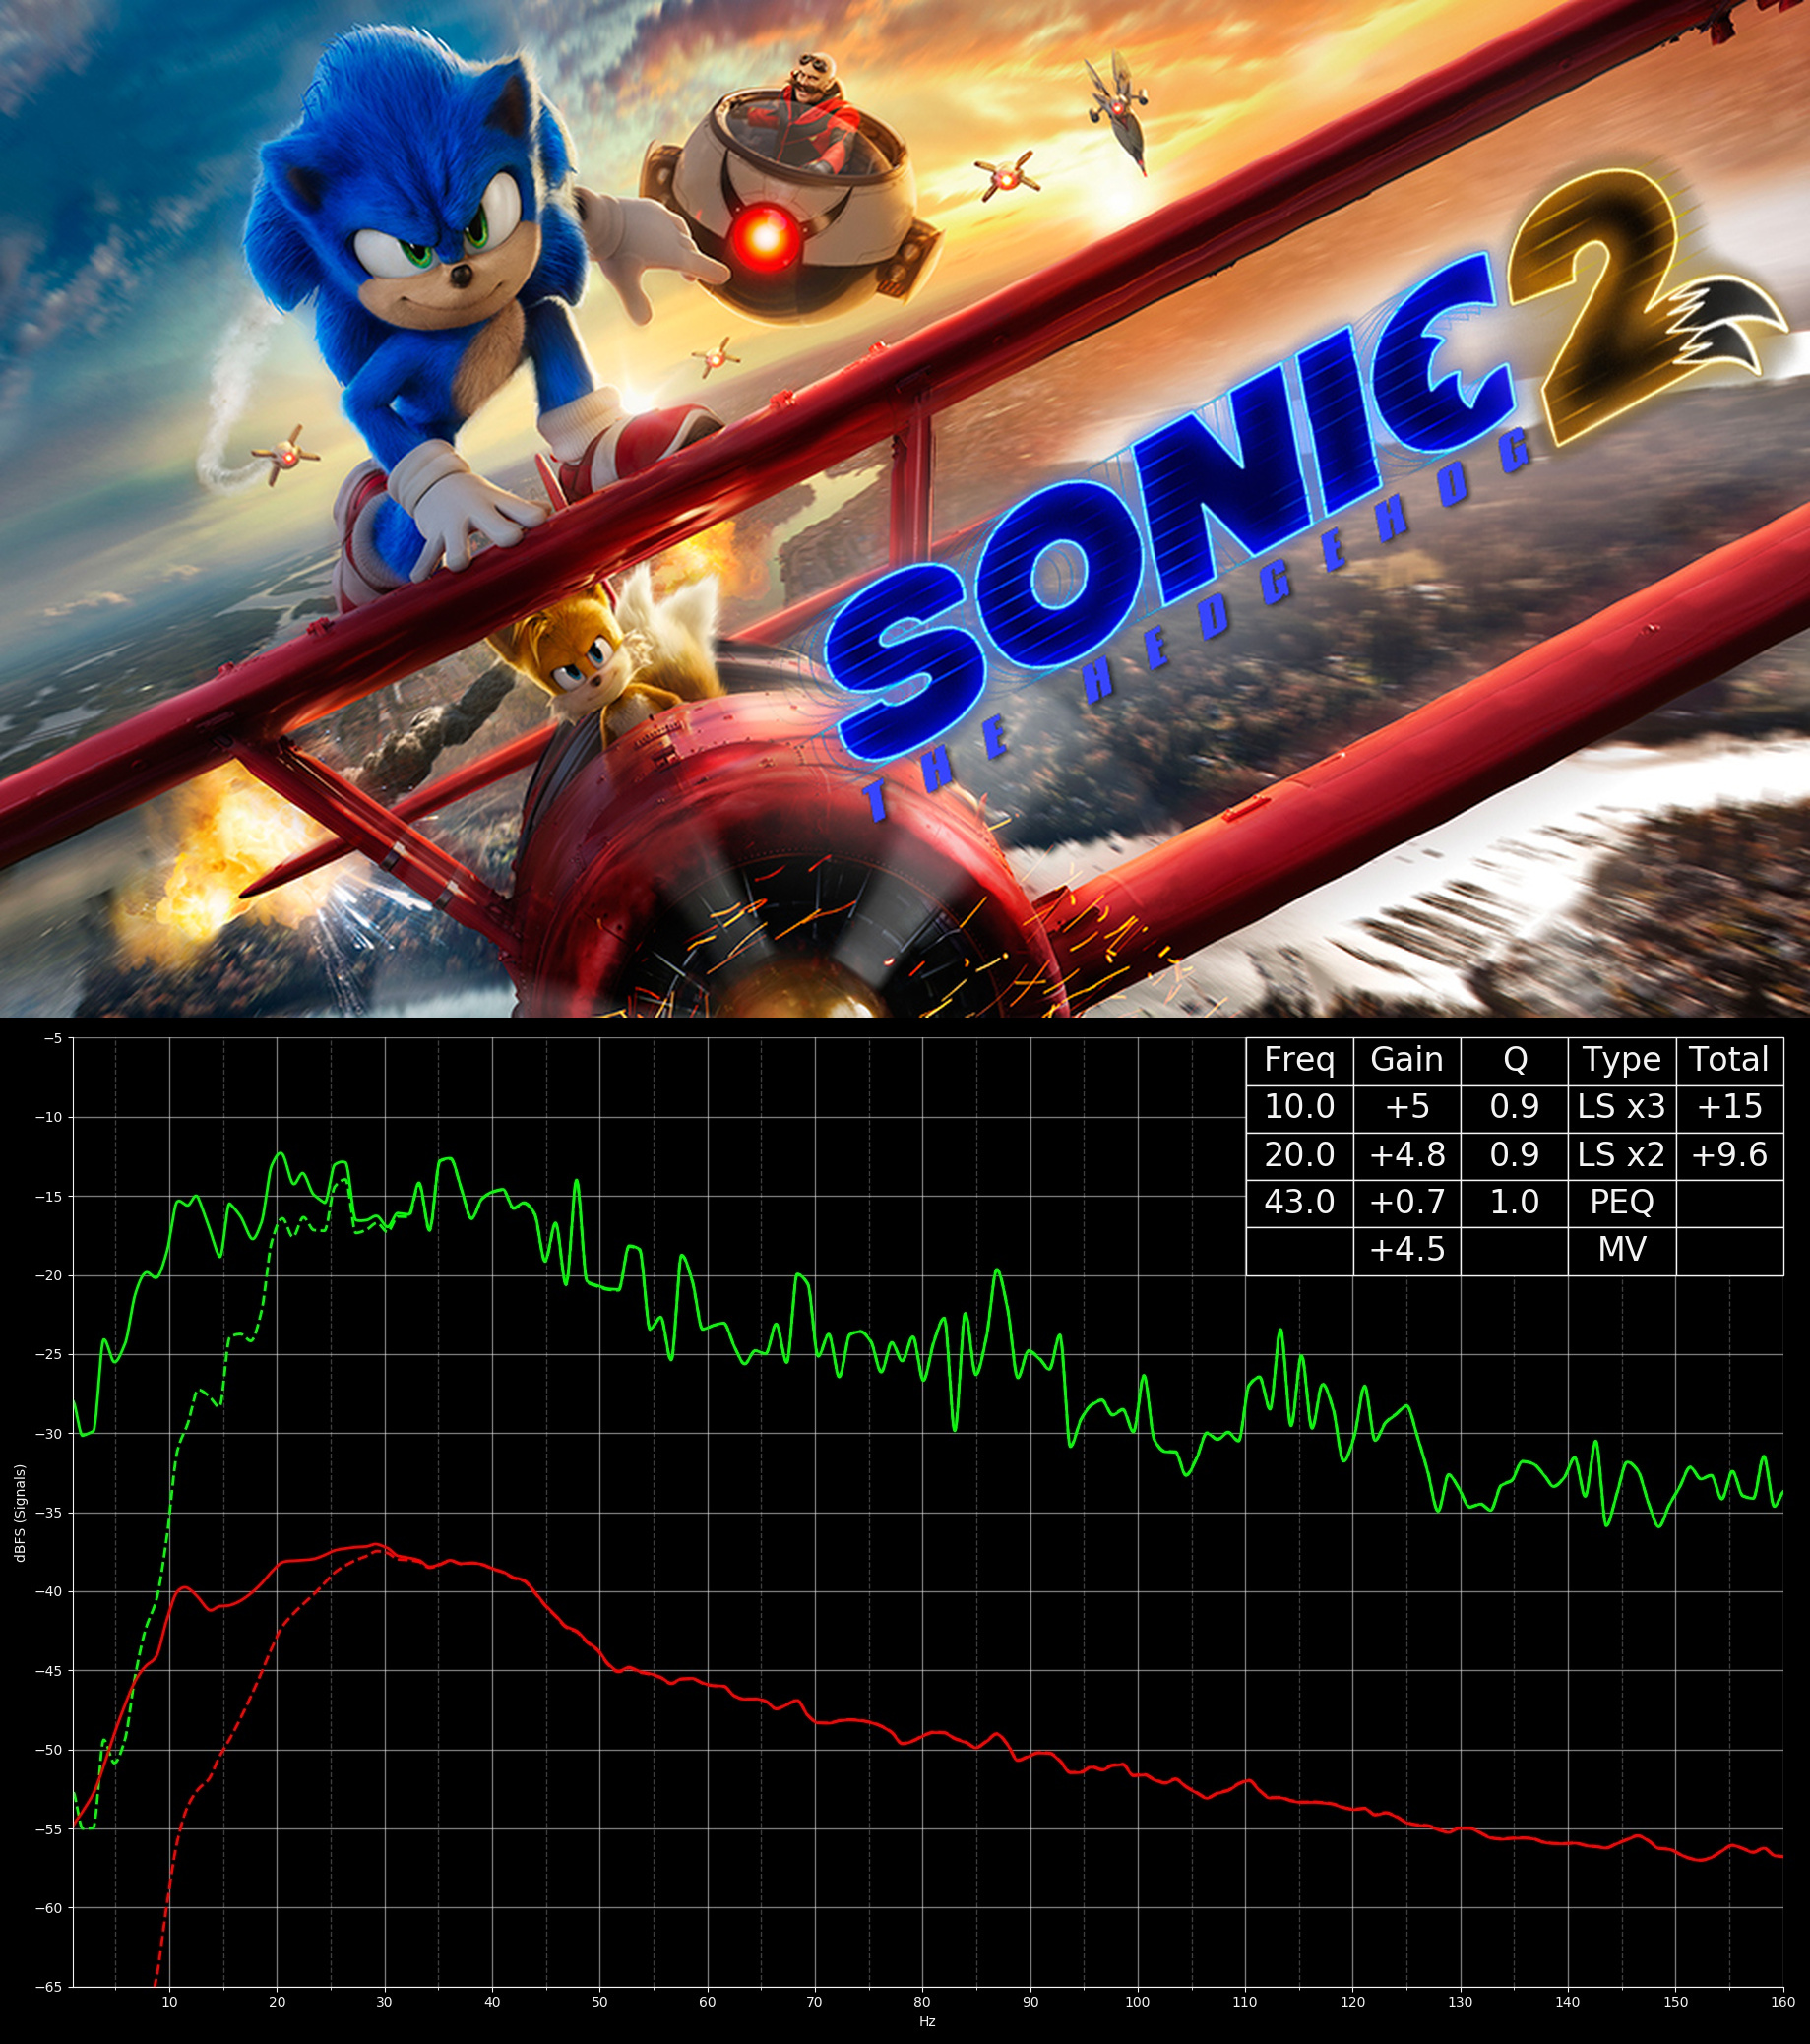 SONIC 2
THE HEDGEHOG
Freq Gain Q Type Total
10.0 +5 0.9 LS x3 +15
20.0 +4.8 0.9 LS x2 +9.6
43.0 +0.7 1.0 PEQ
+4.5 MV
−5
−10
−15
−20
−25
−30
−35
−40
−45
−50
−55
−60
−65
dBFS (Signals)
10 20 30 40 50 60 70 80 90 100 110 120 130 140 150 160
Hz